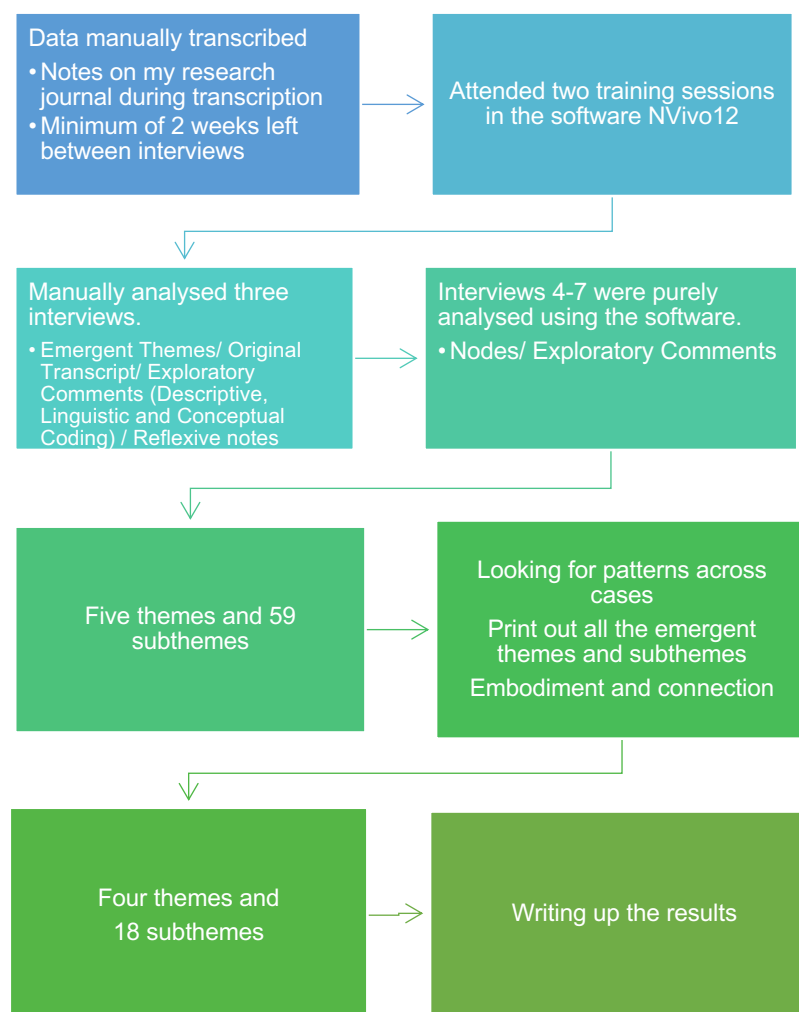 Data manually transcribed
• Notes on my research
journal during transcription
• Minimum of 2 weeks left
between interviews
Attended two training sessions
in the software NVivo12
Manually analysed three
interviews.
• Emergent Themes/ Original
Transcript/ Exploratory
Comments (Descriptive,
Linguistic and Conceptual
Coding) / Reflexive notes
Interviews 4-7 were purely
analysed using the software.
• Nodes/ Exploratory Comments
Five themes and 59
subthemes
Looking for patterns across
cases
Print out all the emergent
themes and subthemes
Embodiment and connection
Four themes and
18 subthemes
Writing up the results